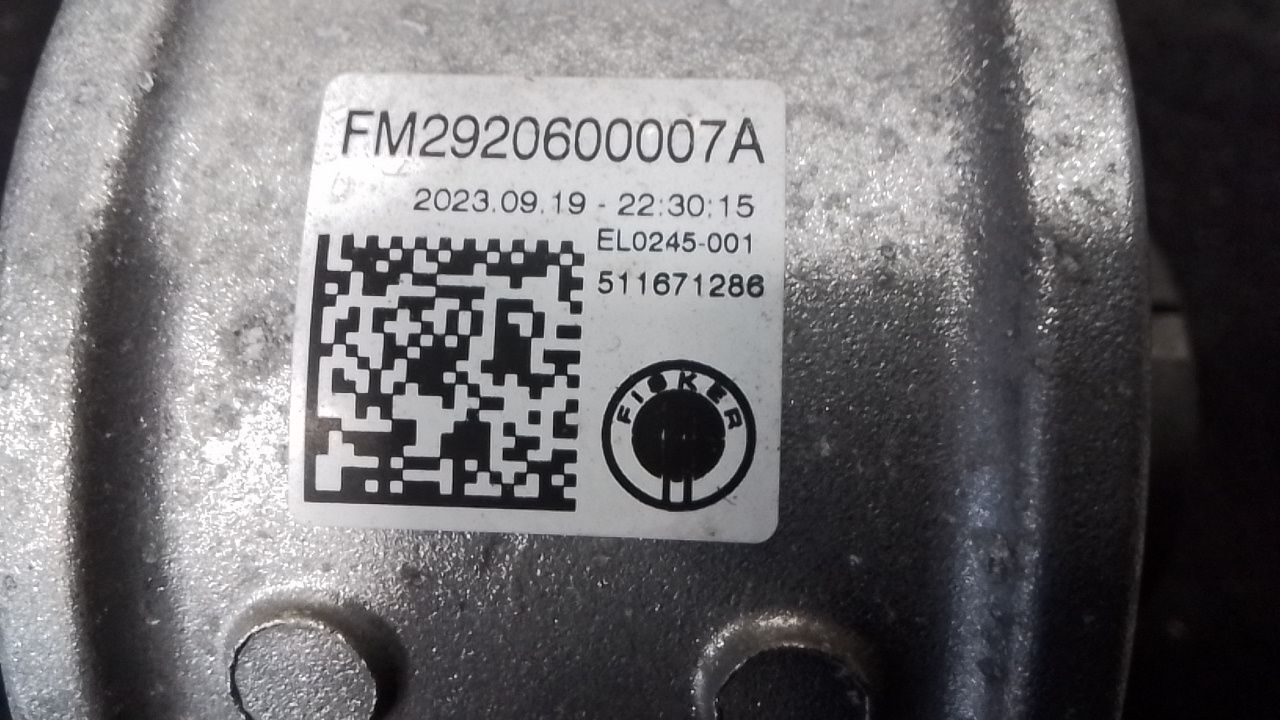 FM2920600007A
2023.09.19 - 22:30:15
EL0245-001
511671286
FISKER